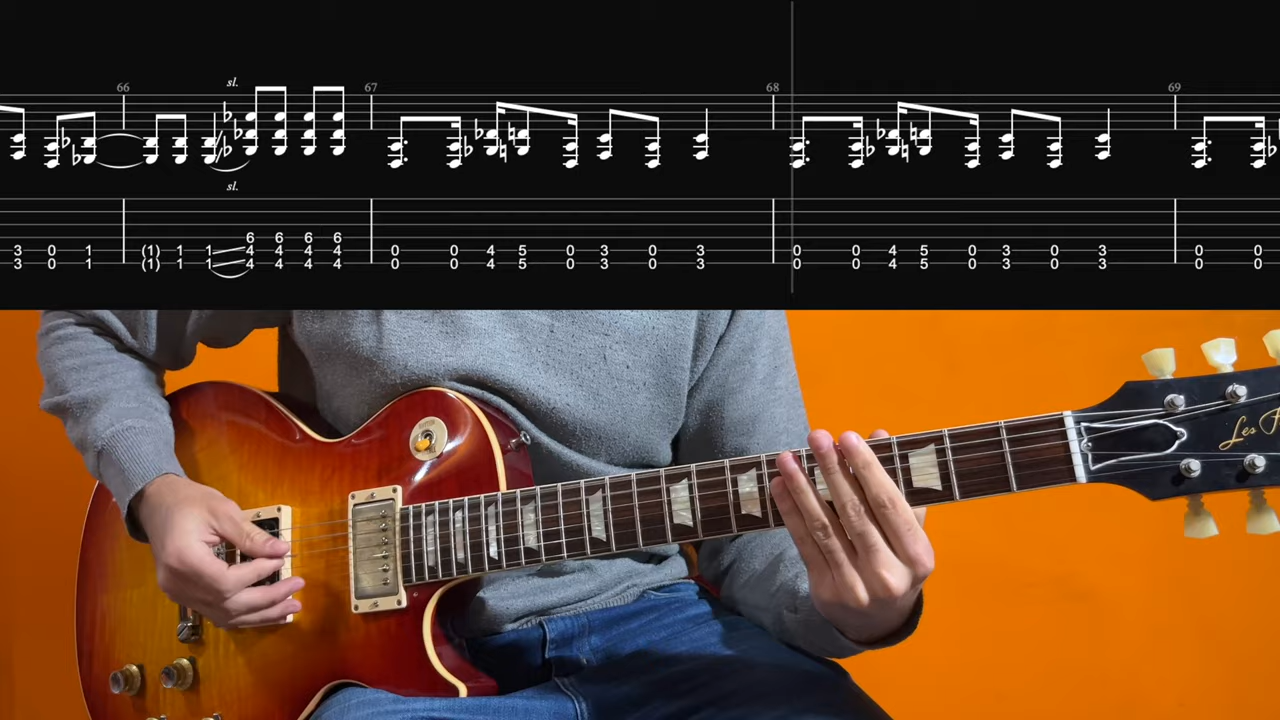 66 67 68 69
sl.
sl.
6 6 6 6
3 0 1 (1) 1 1 4 4 4 4 0 0 4 5 0 3 0 3 0 0 4 5 0 3 0 3 0 0
3 0 1 (1) 1 1 4 4 4 4 0 0 4 5 0 3 0 3 0 0 4 5 0 3 0 3 0 0
Les P